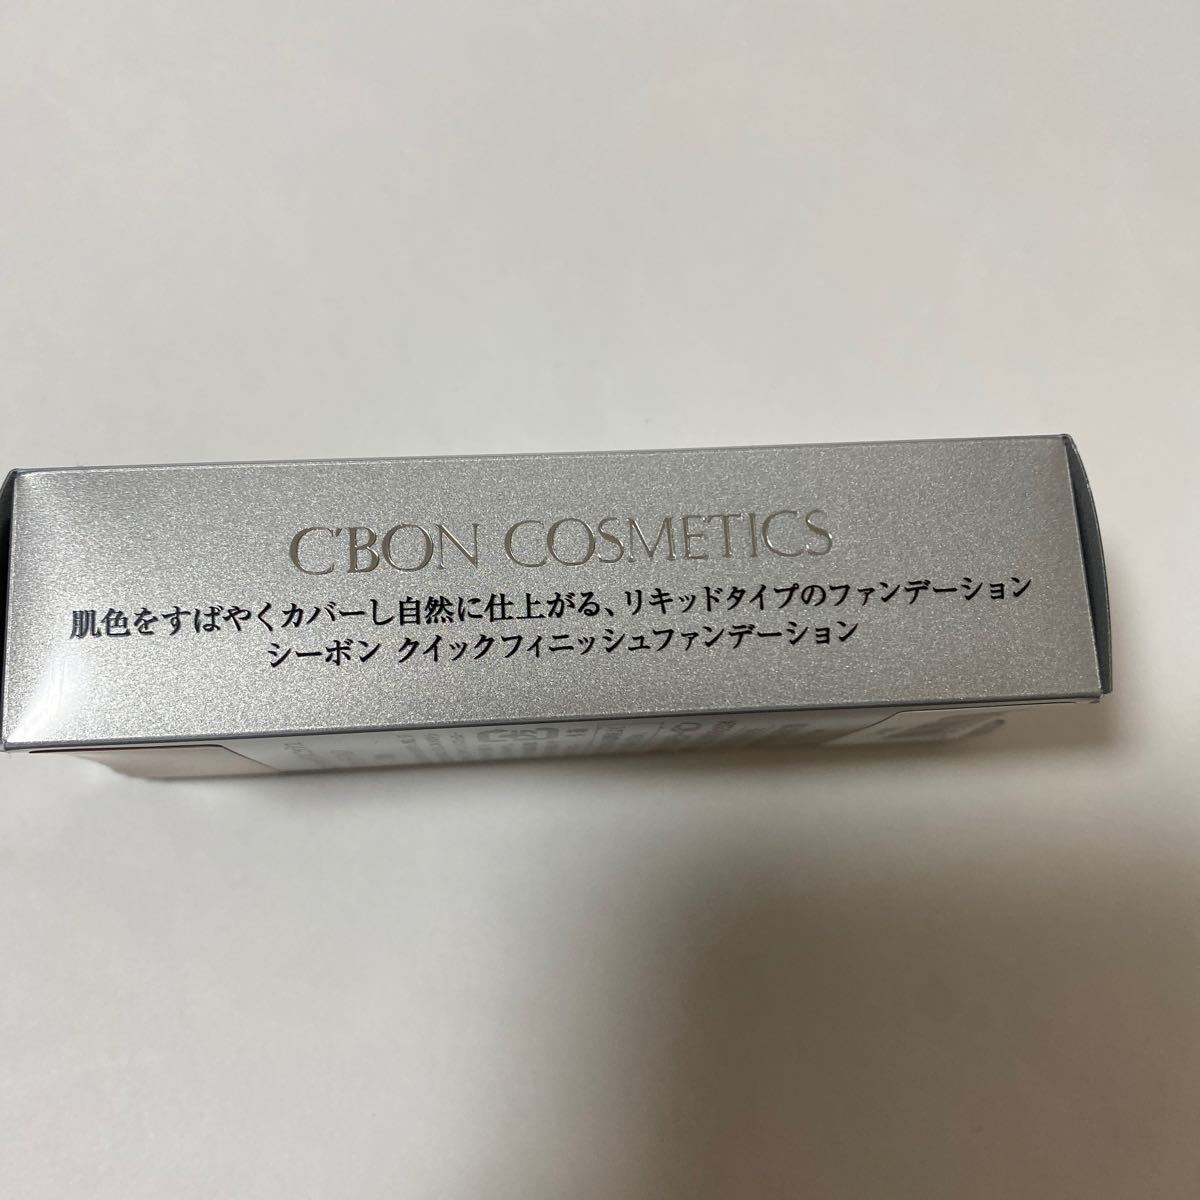 C'BON COSMETICS
肌色をすばやくカバーし自然に仕上がる、リキッドタイプのファンデーション
シーボン クイックフィニッシュファンデーション